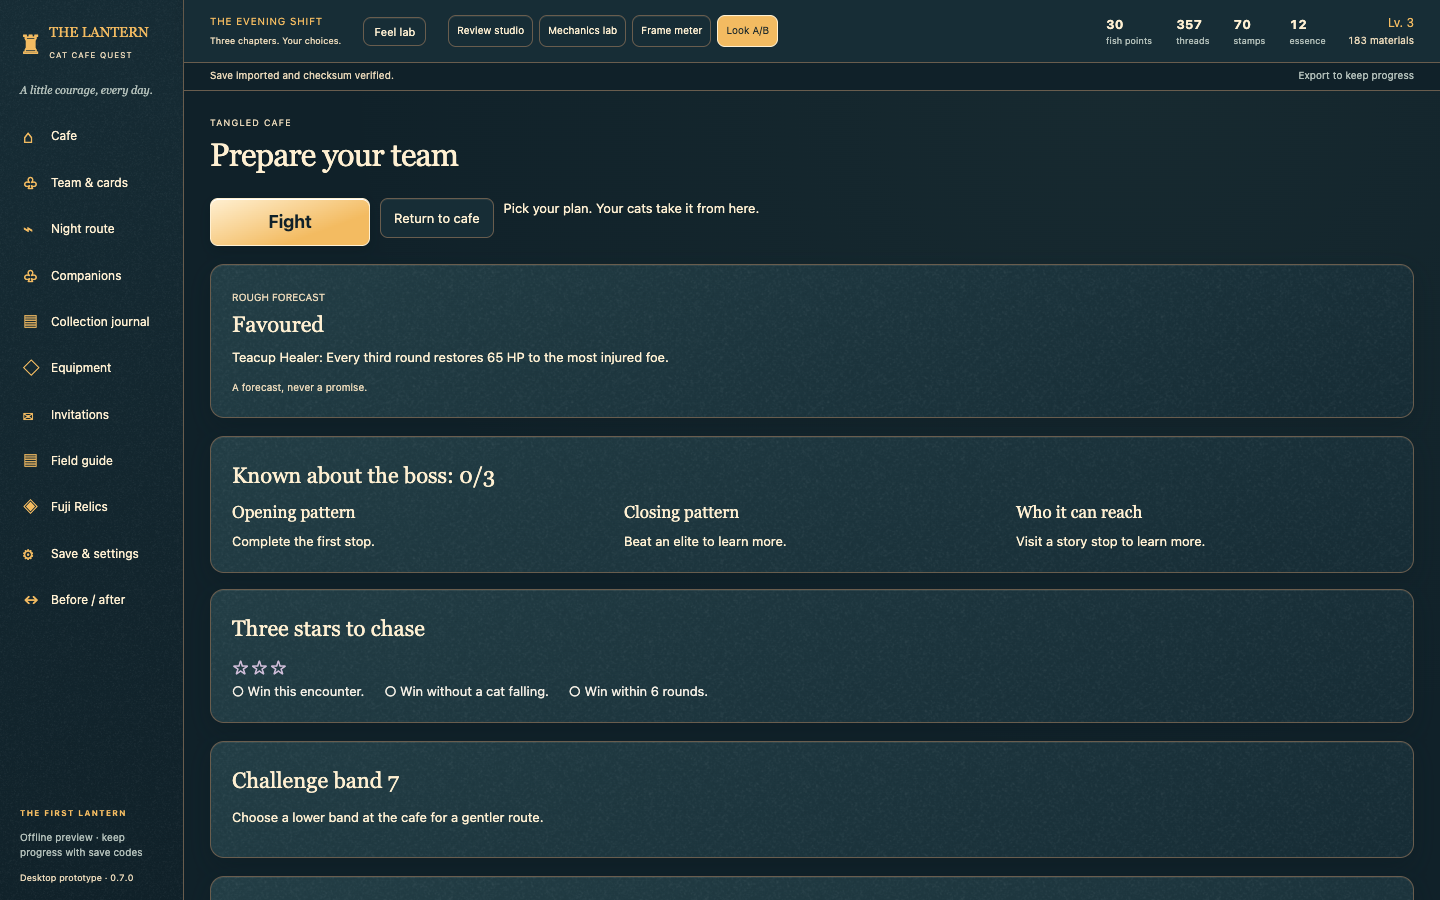 THE LANTERN
CAT CAFE QUEST
A little courage, every day.
Cafe
Team & cards
Night route
Companions
Collection journal
Equipment
Invitations
Field guide
Fuji Relics
Save & settings
Before / after
THE FIRST LANTERN
Offline preview · keep
progress with save codes
Desktop prototype · 0.7.0
THE EVENING SHIFT
Three chapters. Your choices.
Feel lab
Review studio
Mechanics lab
Frame meter
Look A/B
30
fish points
357
threads
70
stamps
12
essence
Lv. 3
183 materials
Save imported and checksum verified.
Export to keep progress
TANGLED CAFE
Prepare your team
Fight
Return to cafe
Pick your plan. Your cats take it from here.
ROUGH FORECAST
Favoured
Teacup Healer: Every third round restores 65 HP to the most injured foe.
A forecast, never a promise.
Known about the boss: 0/3
Opening pattern
Complete the first stop.
Closing pattern
Beat an elite to learn more.
Who it can reach
Visit a story stop to learn more.
Three stars to chase
☆☆☆
○ Win this encounter. ○ Win without a cat falling. ○ Win within 6 rounds.
Challenge band 7
Choose a lower band at the cafe for a gentler route.